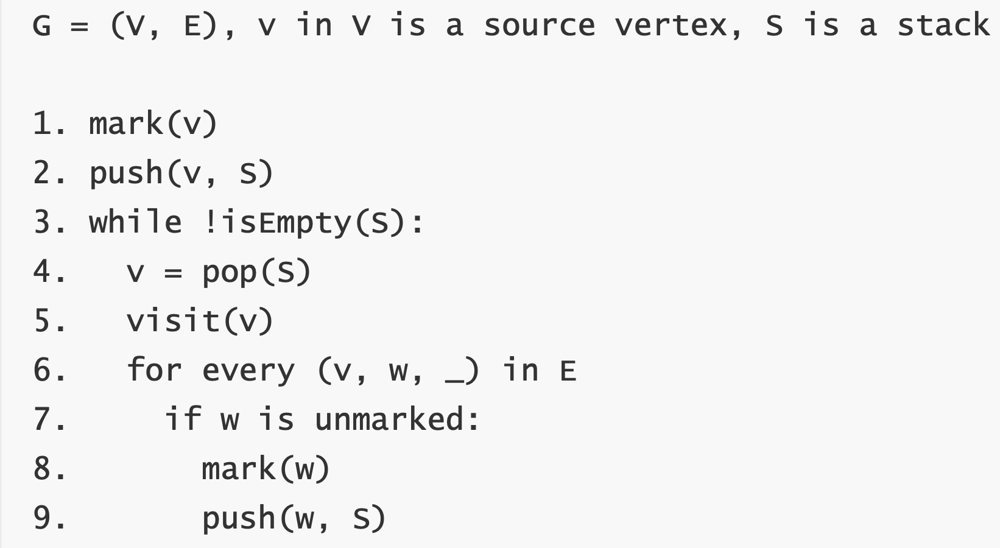 G = (V, E), v in V is a source vertex, S is a stack
1. mark(v)
2. push(v, S)
3. while !isEmpty(S):
4.   v = pop(S)
5.   visit(v)
6.   for every (v, w, _) in E
7.     if w is unmarked:
8.       mark(w)
9.       push(w, S)